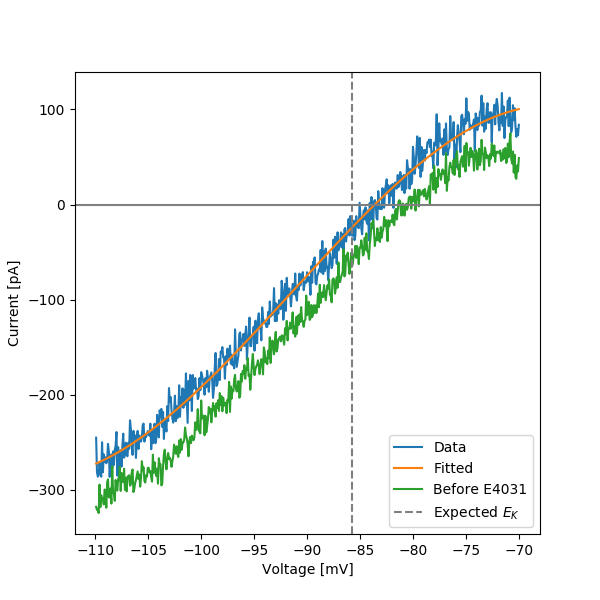 100
0
−100
−200
−300
Current [pA]
Data
Fitted
Before E4031
Expected $E_K$
−110 −105 −100 −95 −90 −85 −80 −75 −70
Voltage [mV]